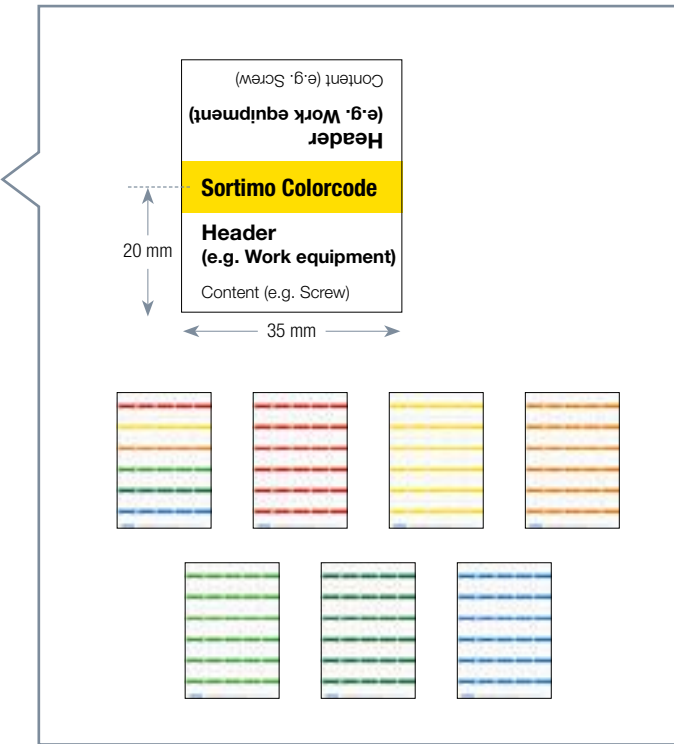 Content (e.g. Screw)
(e.g. Work equipment)
Header
Sortimo Colorcode
Header
(e.g. Work equipment)
Content (e.g. Screw)
20 mm
35 mm